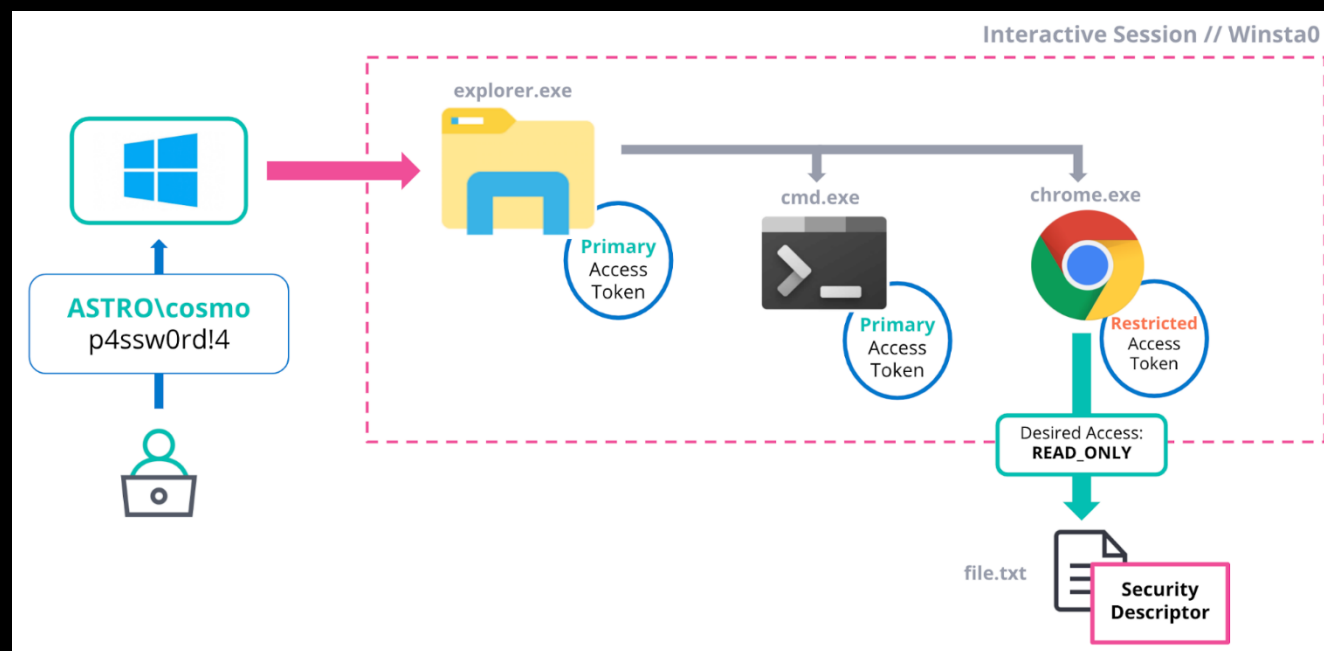 Interactive Session // Winsta0
explorer.exe
cmd.exe
chrome.exe
Primary
Access
Token
Primary
Access
Token
Restricted
Access
Token
ASTRO\cosmo
p4ssw0rd!4
Desired Access:
READ_ONLY
file.txt
Security
Descriptor